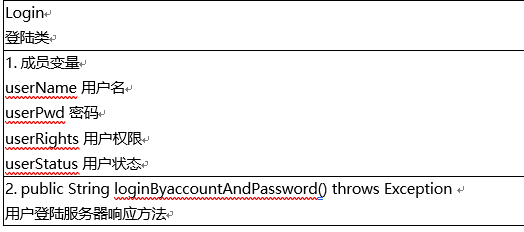 Login
登陆类
1. 成员变量
userName 用户名
userPwd 密码
userRights 用户权限
userStatus 用户状态
2. public String loginByaccountAndPassword() throws Exception
用户登陆服务器响应方法